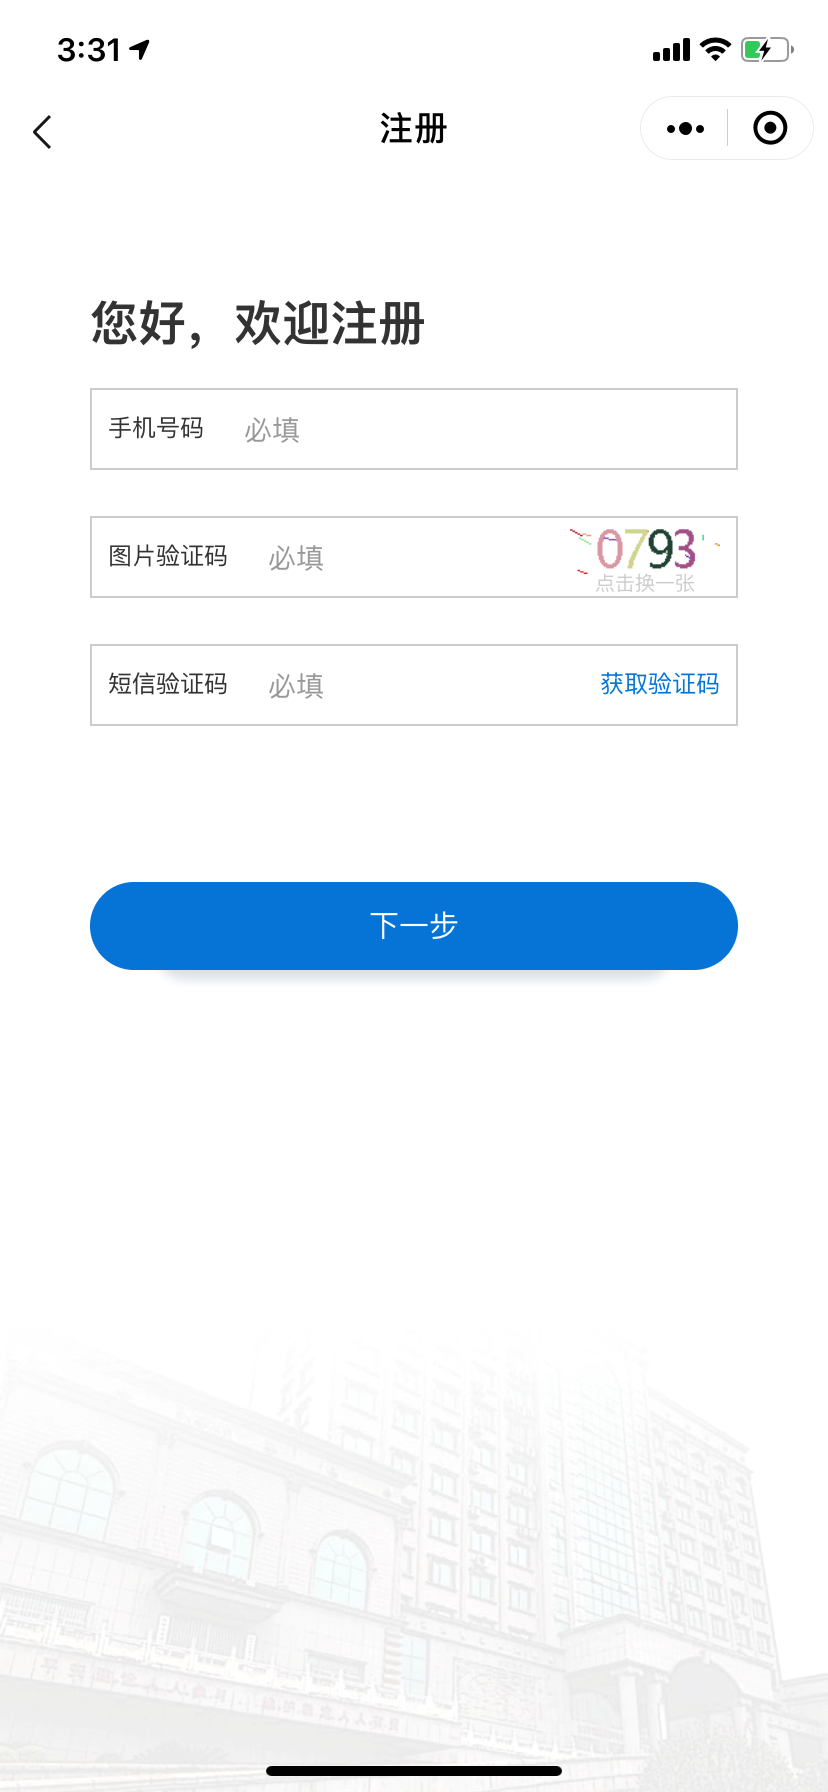 3:31
注册
您好，欢迎注册
手机号码 必填
图片验证码 必填 0793
点击换一张
短信验证码 必填 获取验证码
下一步